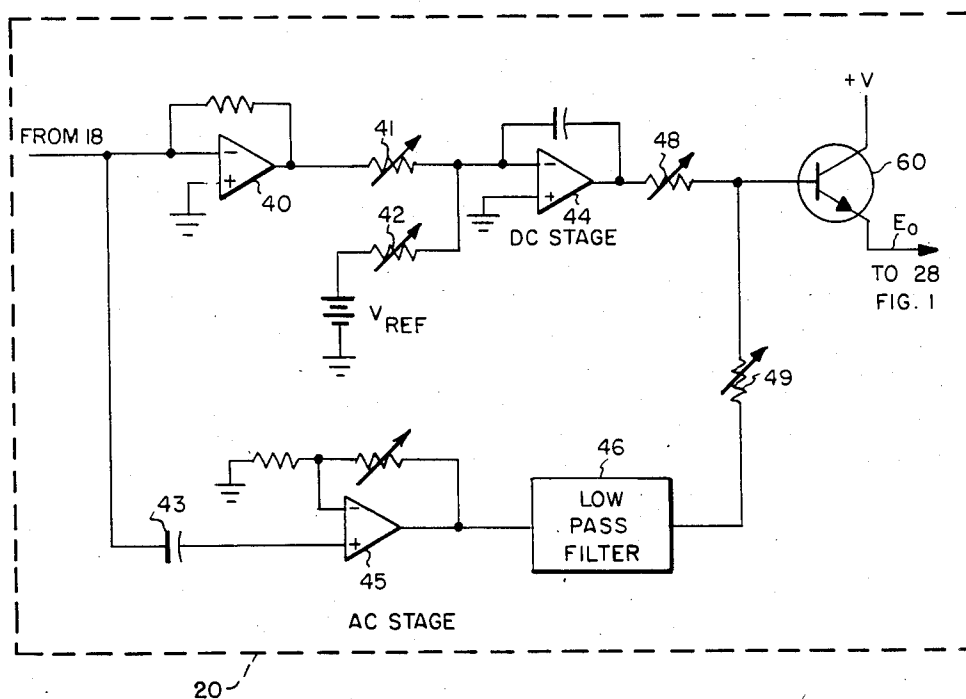 +V
FROM 18
41
60
48
−
+
40
−
+
44
42
DC STAGE
E₀
TO 28
FIG. 1
V REF
49
46
43
−
+
45
LOW
PASS
FILTER
AC STAGE
20